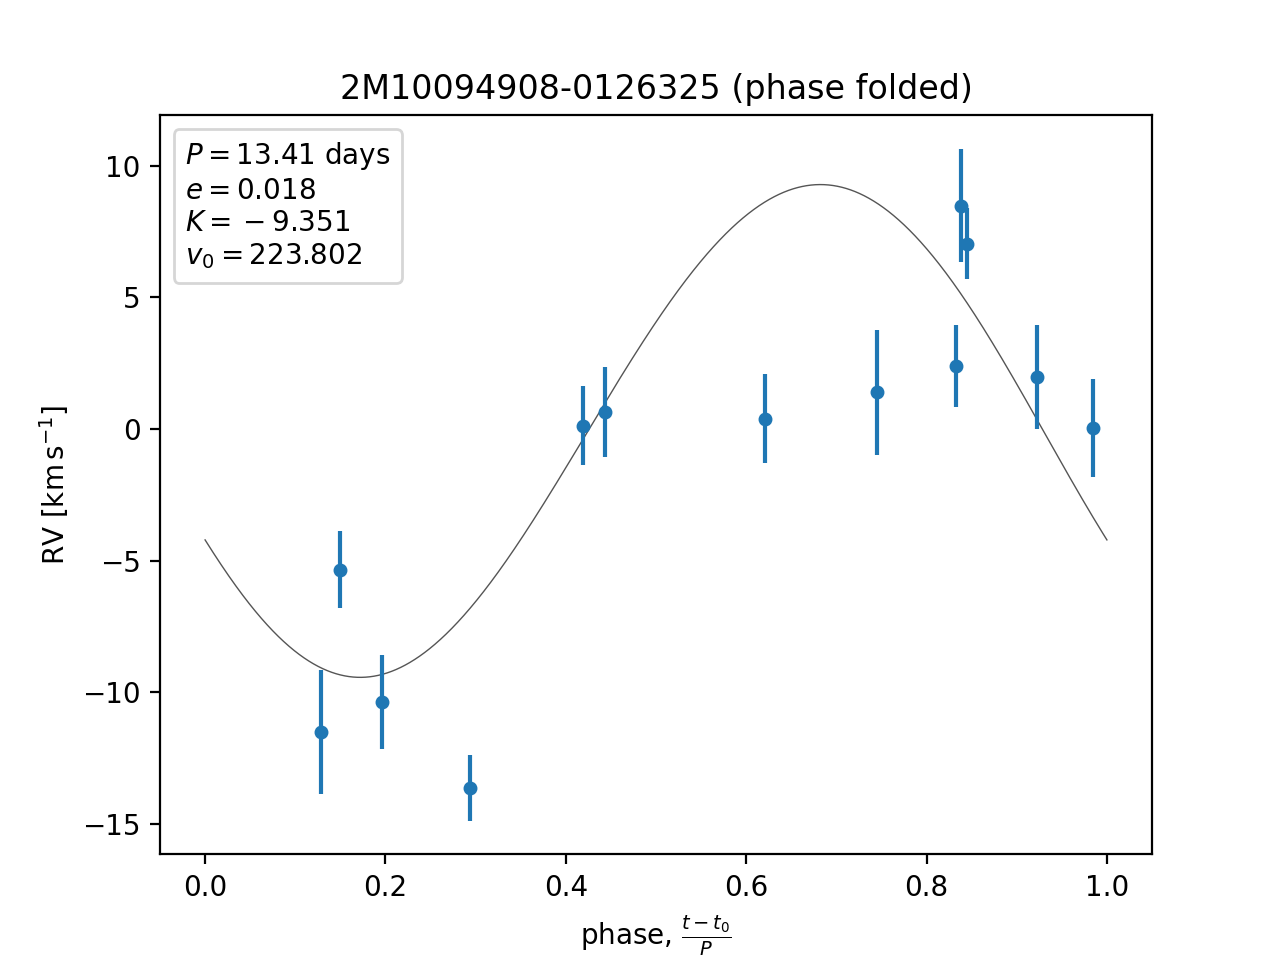 2M10094908-0126325 (phase folded)
P = 13.41 days
e = 0.018
K = −9.351
v₀ = 223.802
RV [km s⁻¹]
10
5
0
−5
−10
−15
0.0 0.2 0.4 0.6 0.8 1.0
phase, (t − t₀)/P